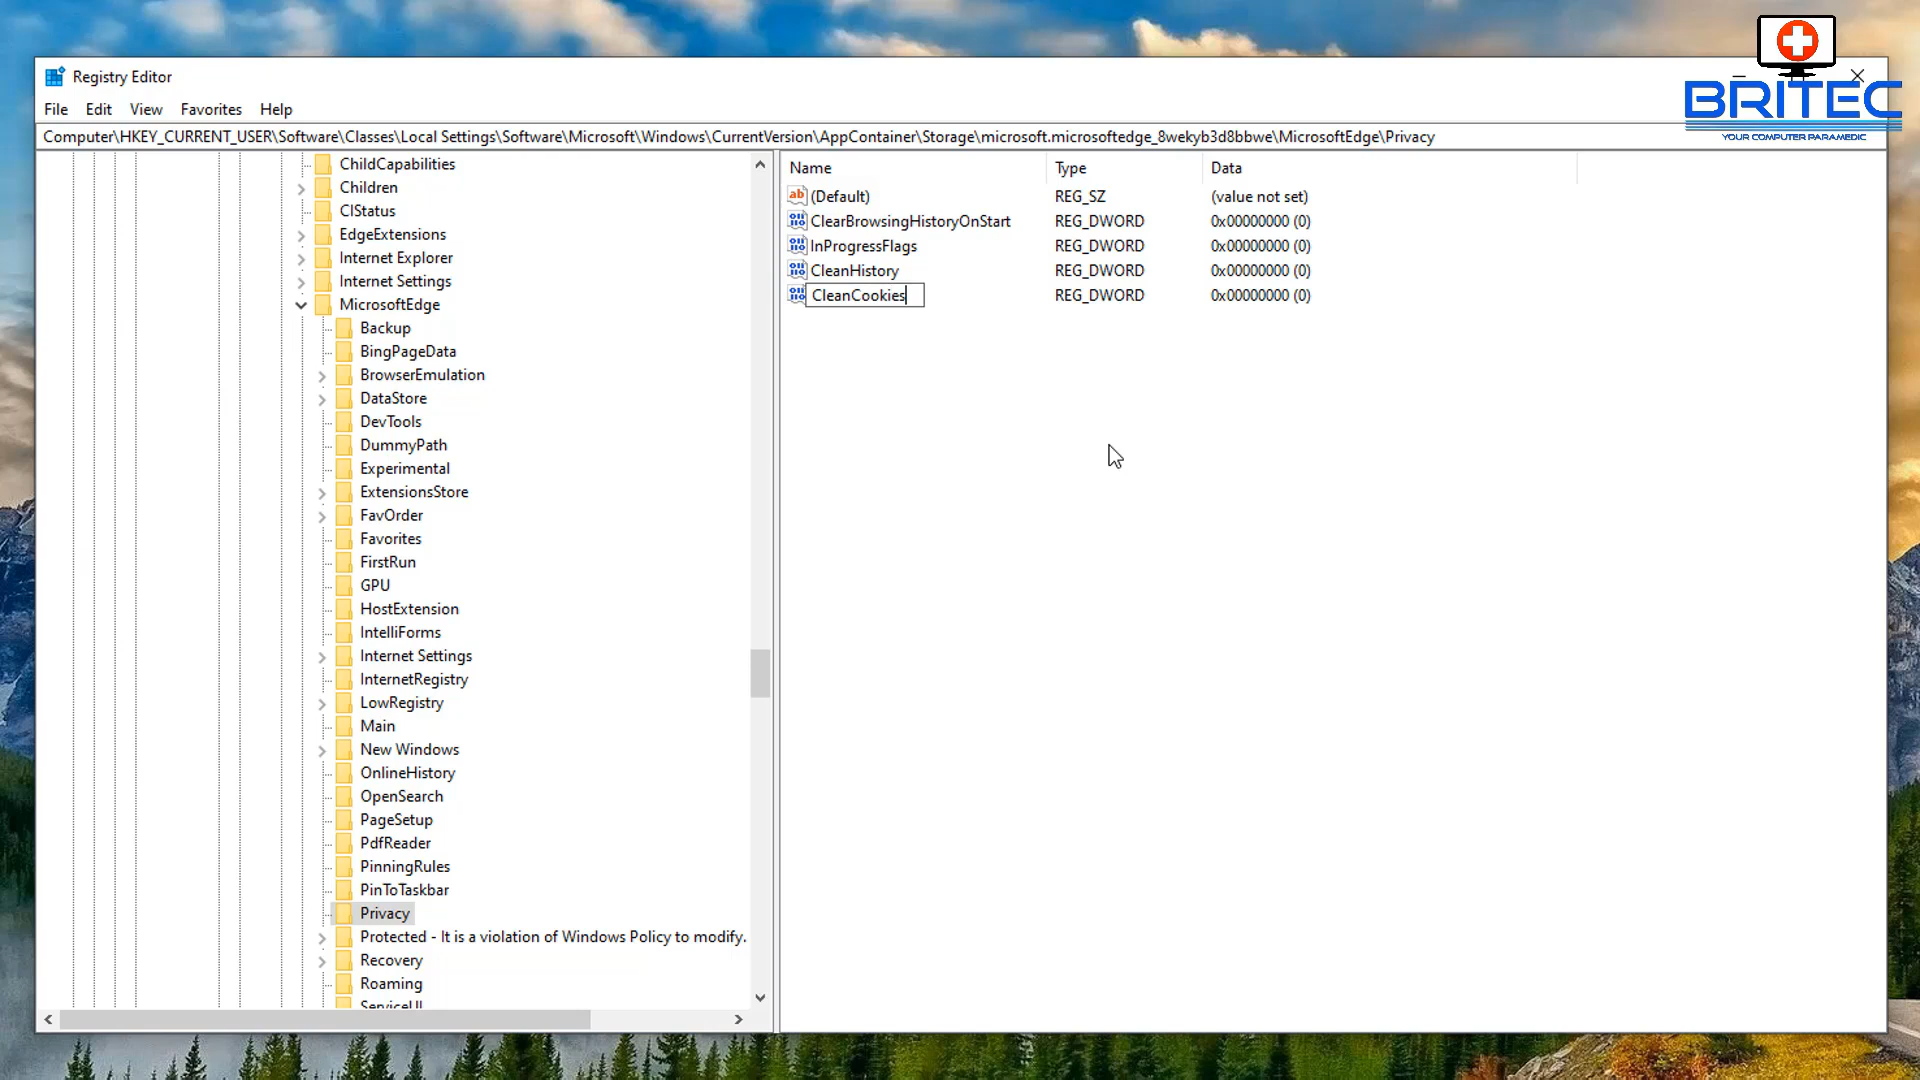 Registry Editor
BRITEC
YOUR COMPUTER PARAMEDIC
File Edit View Favorites Help
Computer\HKEY_CURRENT_USER\Software\Classes\Local Settings\Software\Microsoft\Windows\CurrentVersion\AppContainer\Storage\microsoft.microsoftedge_8wekyb3d8bbwe\MicrosoftEdge\Privacy
ChildCapabilities
Children
CIStatus
EdgeExtensions
Internet Explorer
Internet Settings
MicrosoftEdge
Backup
BingPageData
BrowserEmulation
DataStore
DevTools
DummyPath
Experimental
ExtensionsStore
FavOrder
Favorites
FirstRun
GPU
HostExtension
IntelliForms
Internet Settings
InternetRegistry
LowRegistry
Main
New Windows
OnlineHistory
OpenSearch
PageSetup
PdfReader
PinningRules
PinToTaskbar
Privacy
Protected - It is a violation of Windows Policy to modify.
Recovery
Roaming
ServiceUI
Name Type Data
(Default) REG_SZ (value not set)
ClearBrowsingHistoryOnStart REG_DWORD 0x00000000 (0)
InProgressFlags REG_DWORD 0x00000000 (0)
CleanHistory REG_DWORD 0x00000000 (0)
CleanCookies REG_DWORD 0x00000000 (0)